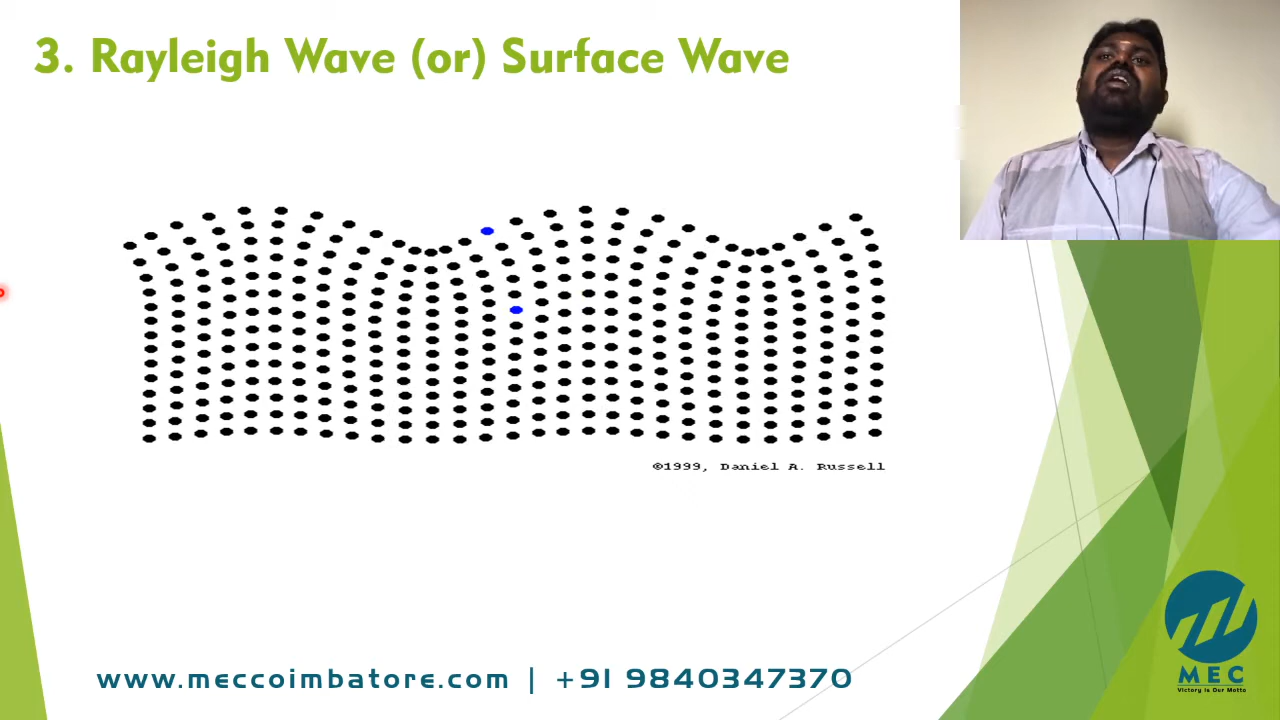 3. Rayleigh Wave (or) Surface Wave
©1999, Daniel A. Russell
www.meccoimbatore.com | +91 9840347370
MEC
Victory is Our Motto